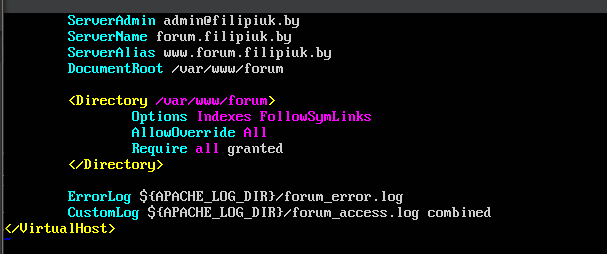 ServerAdmin admin@filipiuk.by
ServerName forum.filipiuk.by
ServerAlias www.forum.filipiuk.by
DocumentRoot /var/www/forum
<Directory /var/www/forum>
Options Indexes FollowSymLinks
AllowOverride All
Require all granted
</Directory>
ErrorLog ${APACHE_LOG_DIR}/forum_error.log
CustomLog ${APACHE_LOG_DIR}/forum_access.log combined
</VirtualHost>
~